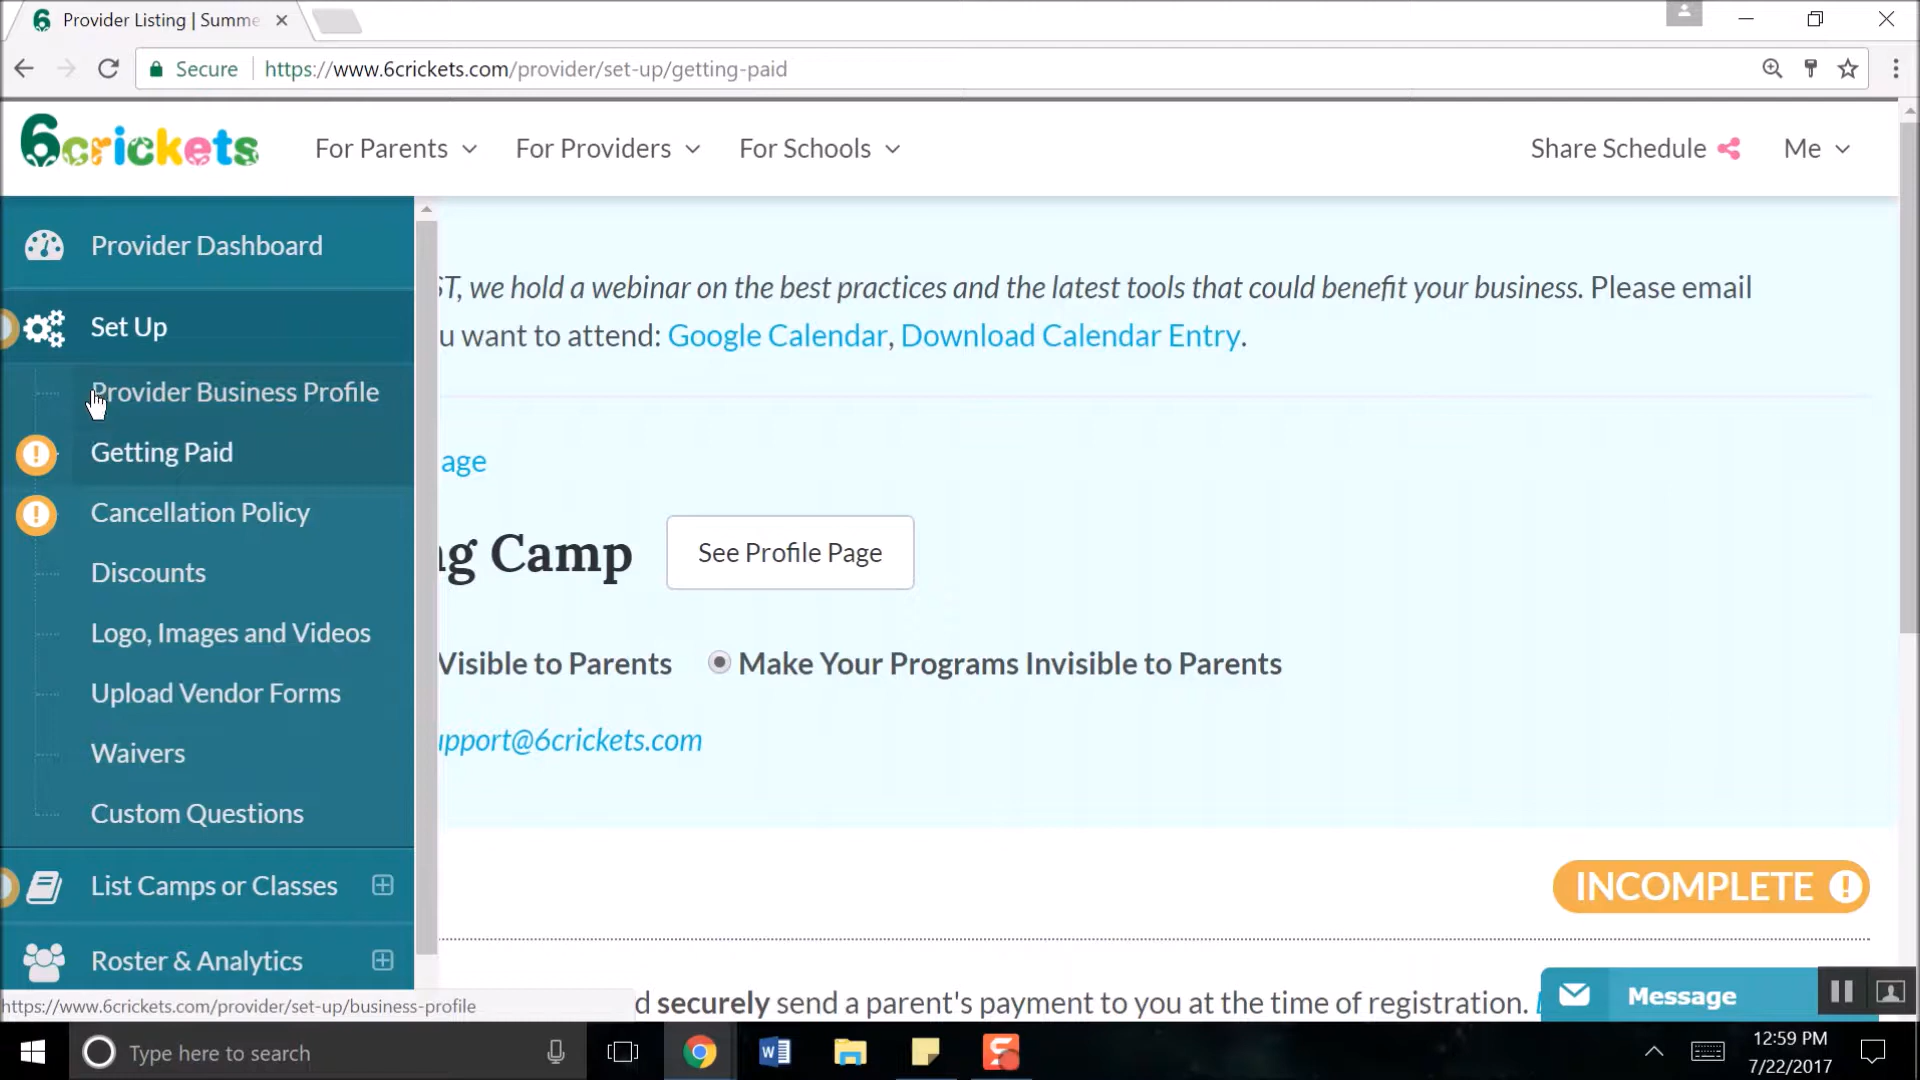 Provider Listing | Summe
Secure https://www.6crickets.com/provider/set-up/getting-paid
6crickets For Parents For Providers For Schools Share Schedule Me
Provider Dashboard
Set Up
Provider Business Profile
Getting Paid
Cancellation Policy
Discounts
Logo, Images and Videos
Upload Vendor Forms
Waivers
Custom Questions
List Camps or Classes
Roster & Analytics
ST, we hold a webinar on the best practices and the latest tools that could benefit your business. Please email
u want to attend: Google Calendar, Download Calendar Entry.
age
ng Camp See Profile Page
Visible to Parents Make Your Programs Invisible to Parents
upport@6crickets.com
INCOMPLETE !
d securely send a parent's payment to you at the time of registration.
Message
https://www.6crickets.com/provider/set-up/business-profile
Type here to search
12:59 PM
7/22/2017